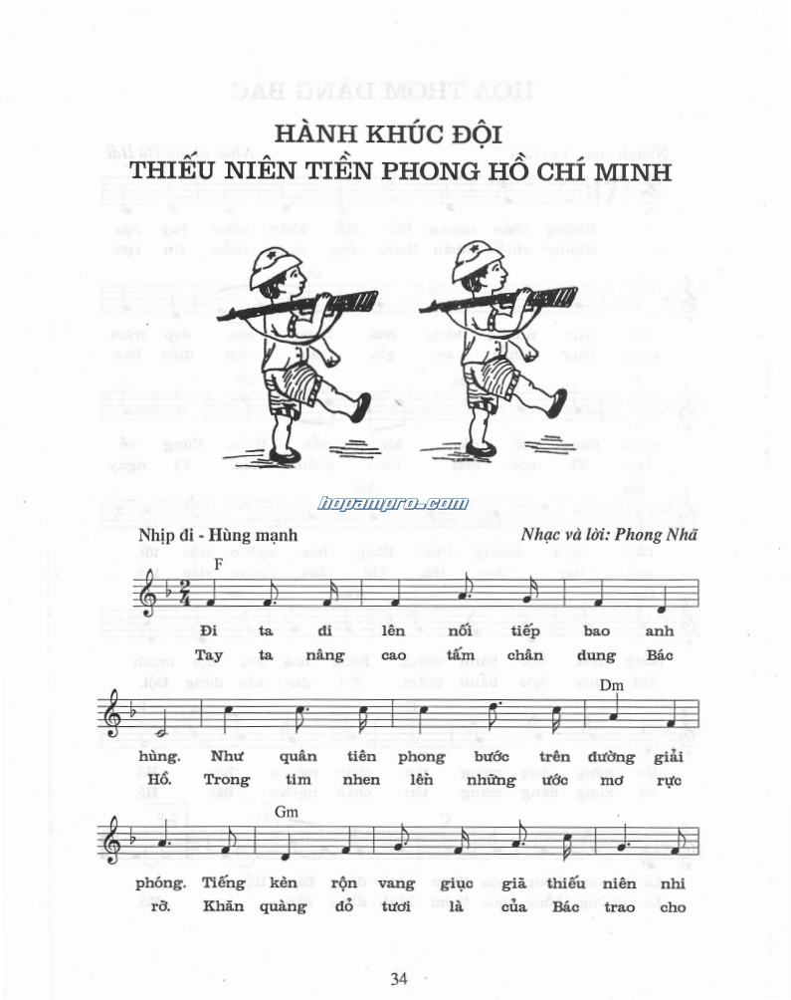 HÀNH KHÚC ĐỘI
THIẾU NIÊN TIỀN PHONG HỒ CHÍ MINH
hopampro.com
Nhịp đi - Hùng mạnh Nhạc và lời: Phong Nhã
F
2
4
Đi ta đi lên nối tiếp bao anh
Tay ta nâng cao tấm chân dung Bác
Dm
hùng. Như quân tiên phong bước trên đường giải
Hồ. Trong tim nhen lên những ước mơ rực
Gm
phóng. Tiếng kèn rộn vang giục giã thiếu niên nhi
rỡ. Khăn quàng đỏ tươi là của Bác trao cho
34